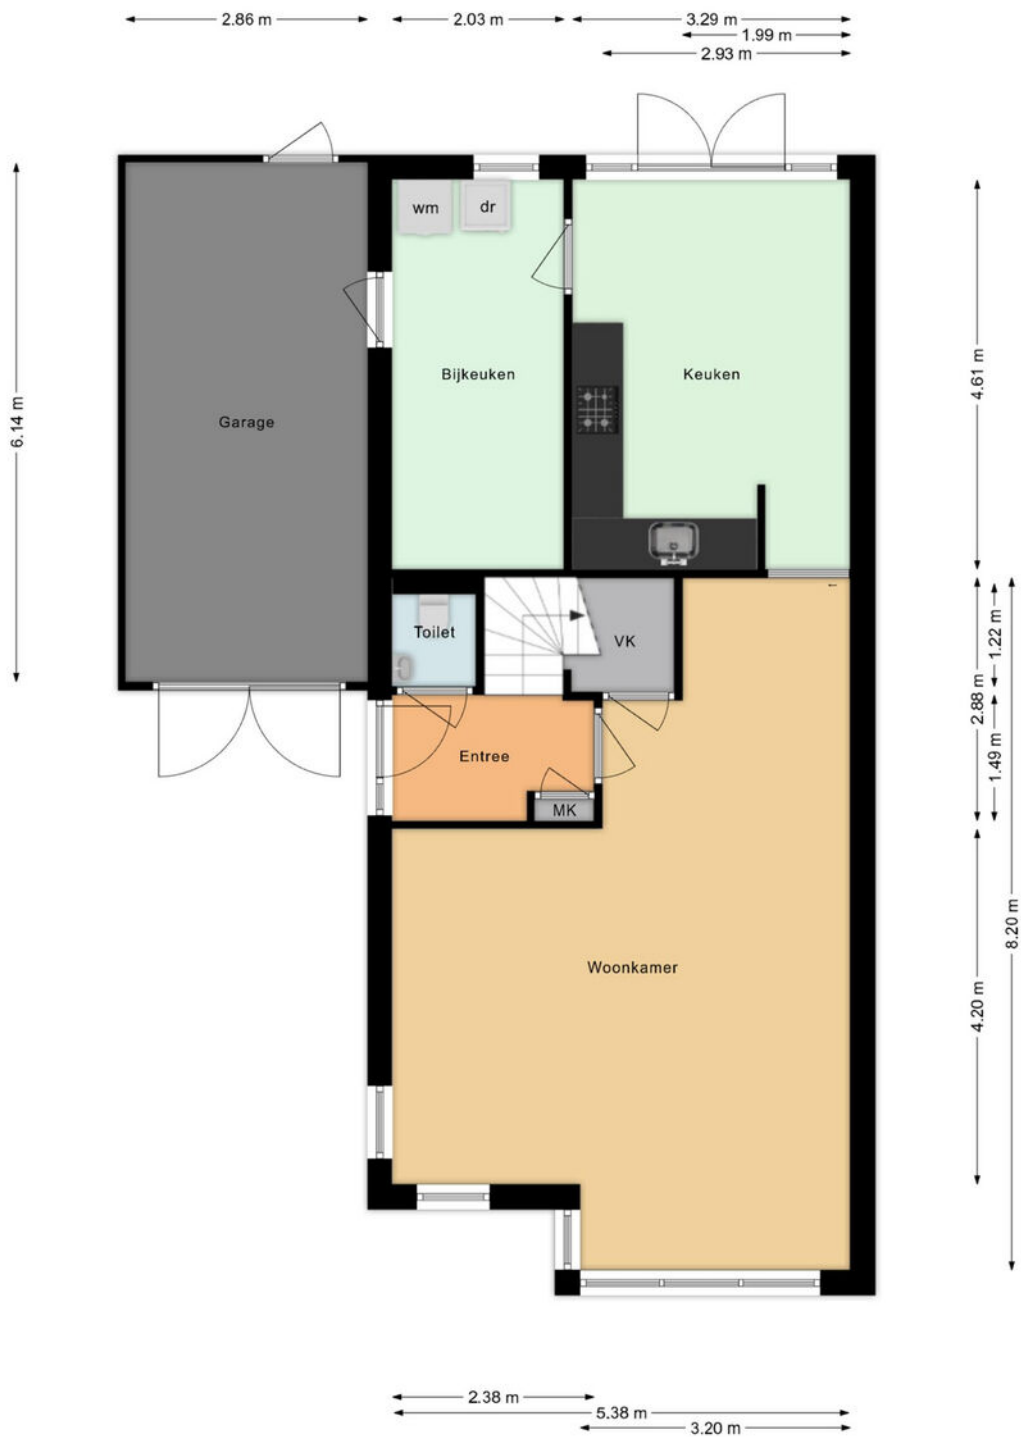 2.86 m
2.03 m
3.29 m
1.99 m
2.93 m
wm
dr
6.14 m
4.61 m
Bijkeuken
Keuken
Garage
Toilet
VK
1.22 m
2.88 m
1.49 m
Entree
MK
8.20 m
Woonkamer
4.20 m
2.38 m
5.38 m
3.20 m